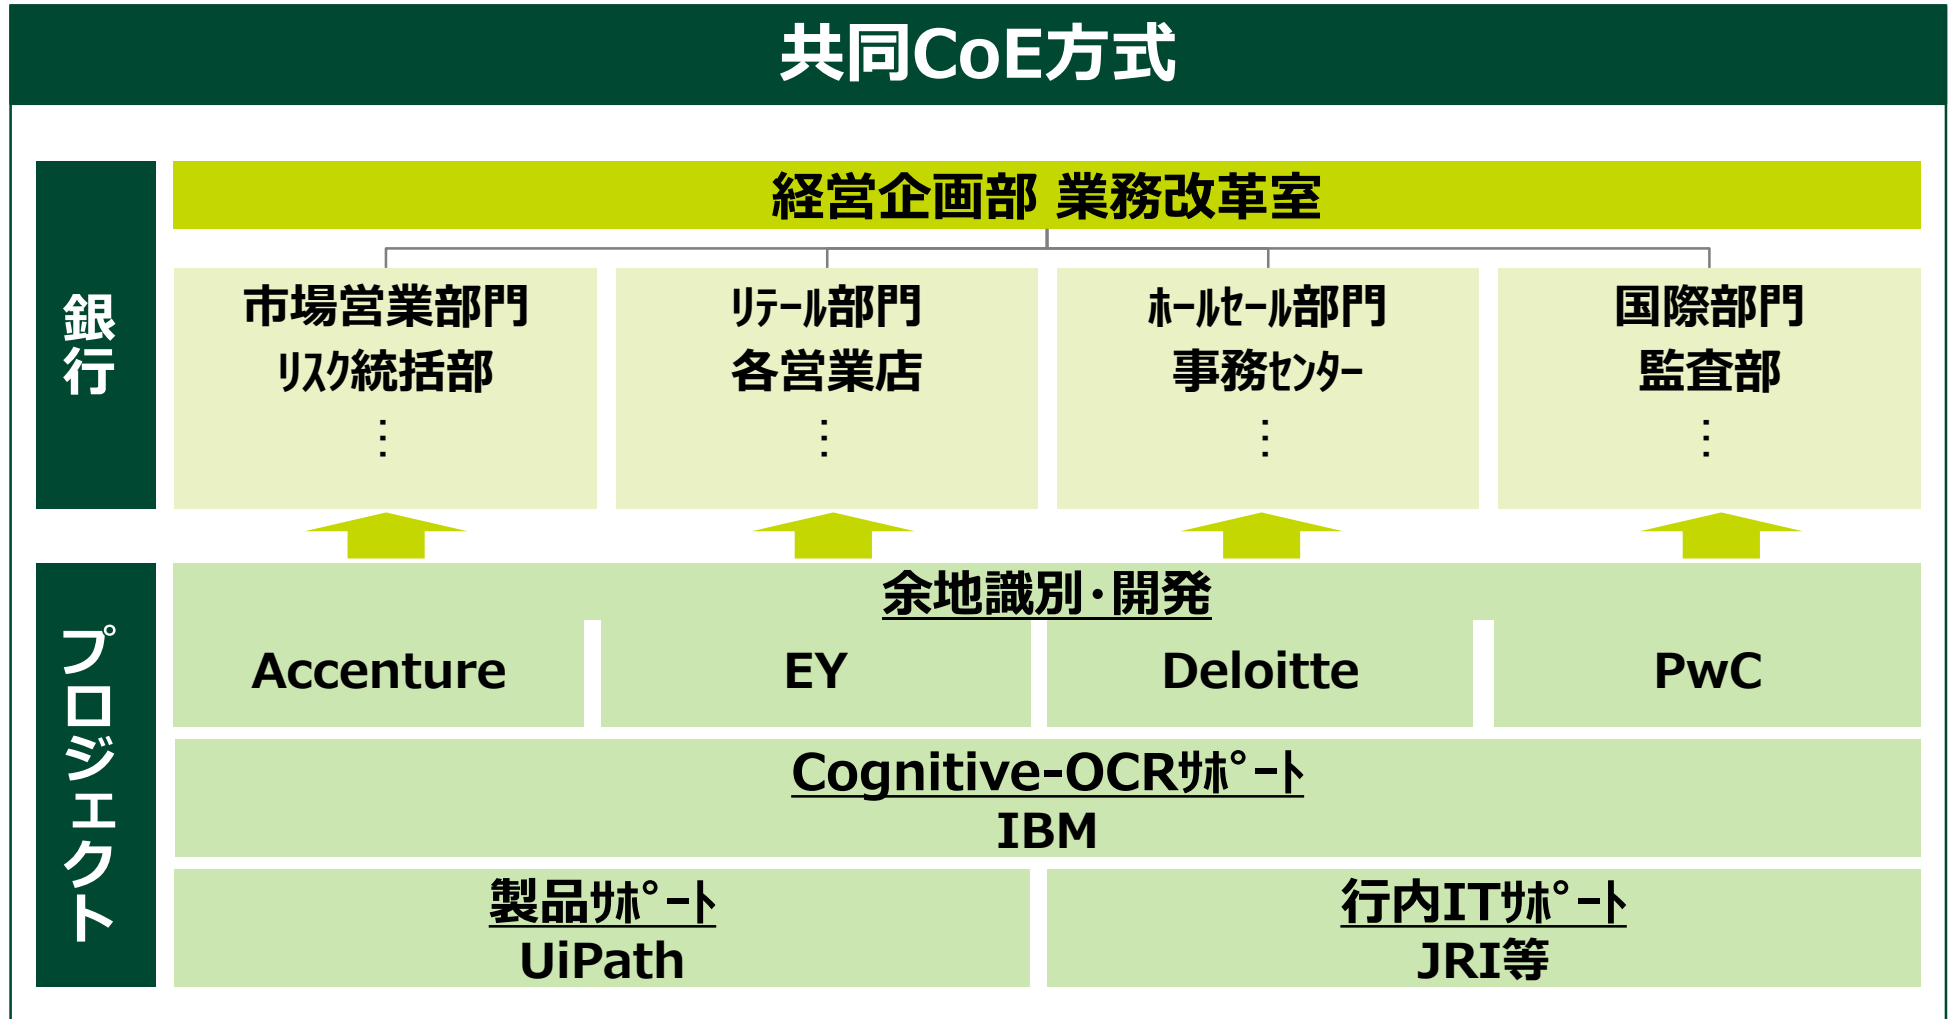 共同CoE方式
銀行
経営企画部 業務改革室
市場営業部門
リスク統括部
⋮
ﾘﾃｰﾙ部門
各営業店
⋮
ﾎｰﾙｾｰﾙ部門
事務ｾﾝﾀｰ
⋮
国際部門
監査部
⋮
プロジェクト
余地識別･開発
Accenture
EY
Deloitte
PwC
Cognitive-OCRｻﾎﾟｰﾄ
IBM
製品ｻﾎﾟｰﾄ
UiPath
行内ITｻﾎﾟｰﾄ
JRI等